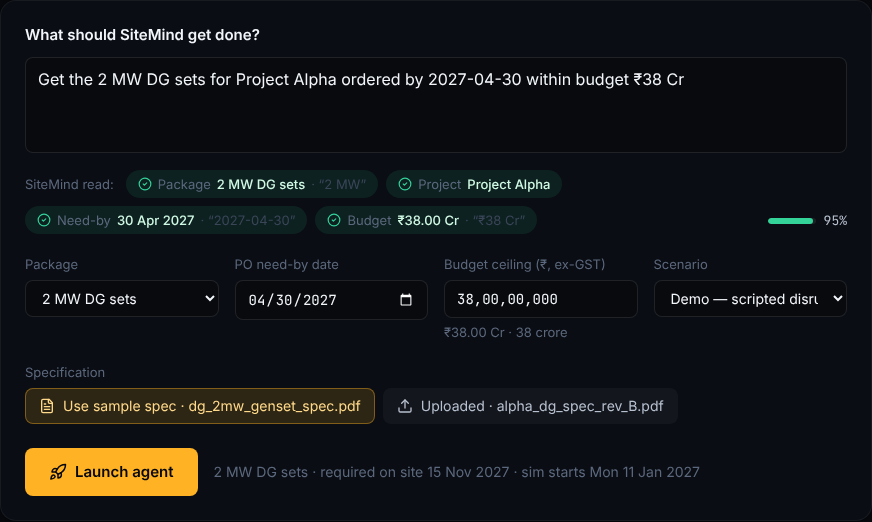 What should SiteMind get done?
Get the 2 MW DG sets for Project Alpha ordered by 2027-04-30 within budget ₹38 Cr
SiteMind read: Package 2 MW DG sets · “2 MW” Project Project Alpha
Need-by 30 Apr 2027 · “2027-04-30” Budget ₹38.00 Cr · “₹38 Cr” 95%
Package PO need-by date Budget ceiling (₹, ex-GST) Scenario
2 MW DG sets 04/30/2027 38,00,00,000 Demo — scripted disru
₹38.00 Cr · 38 crore
Specification
Use sample spec · dg_2mw_genset_spec.pdf Uploaded · alpha_dg_spec_rev_B.pdf
Launch agent 2 MW DG sets · required on site 15 Nov 2027 · sim starts Mon 11 Jan 2027